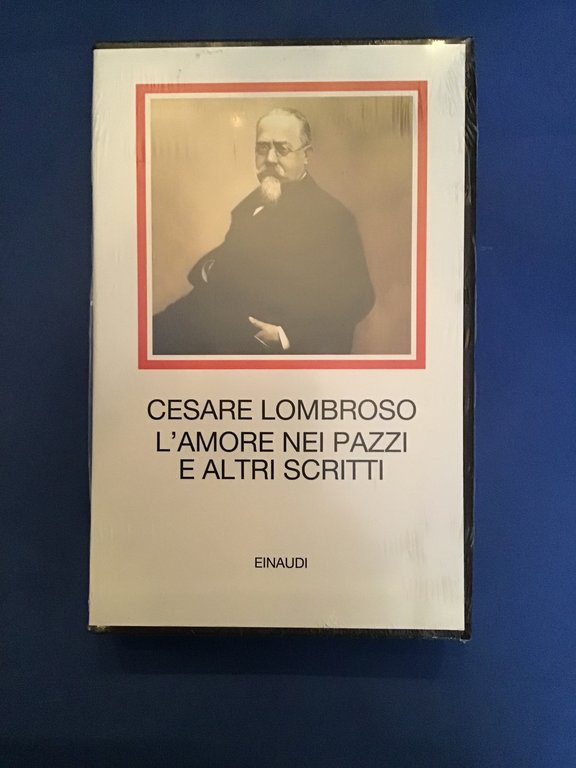 CESARE LOMBROSO
L'AMORE NEI PAZZI
E ALTRI SCRITTI
EINAUDI